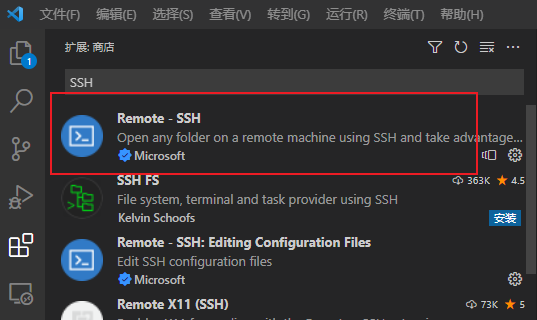 文件(F) 编辑(E) 选择(S) 查看(V) 转到(G) 运行(R) 终端(T) 帮助(H)
扩展: 商店
SSH
1
Remote - SSH
Open any folder on a remote machine using SSH and take advantage...
Microsoft
SSH FS 363K 4.5
File system, terminal and task provider using SSH
Kelvin Schoofs 安装
Remote - SSH: Editing Configuration Files
Edit SSH configuration files
Microsoft
Remote X11 (SSH) 73K 5